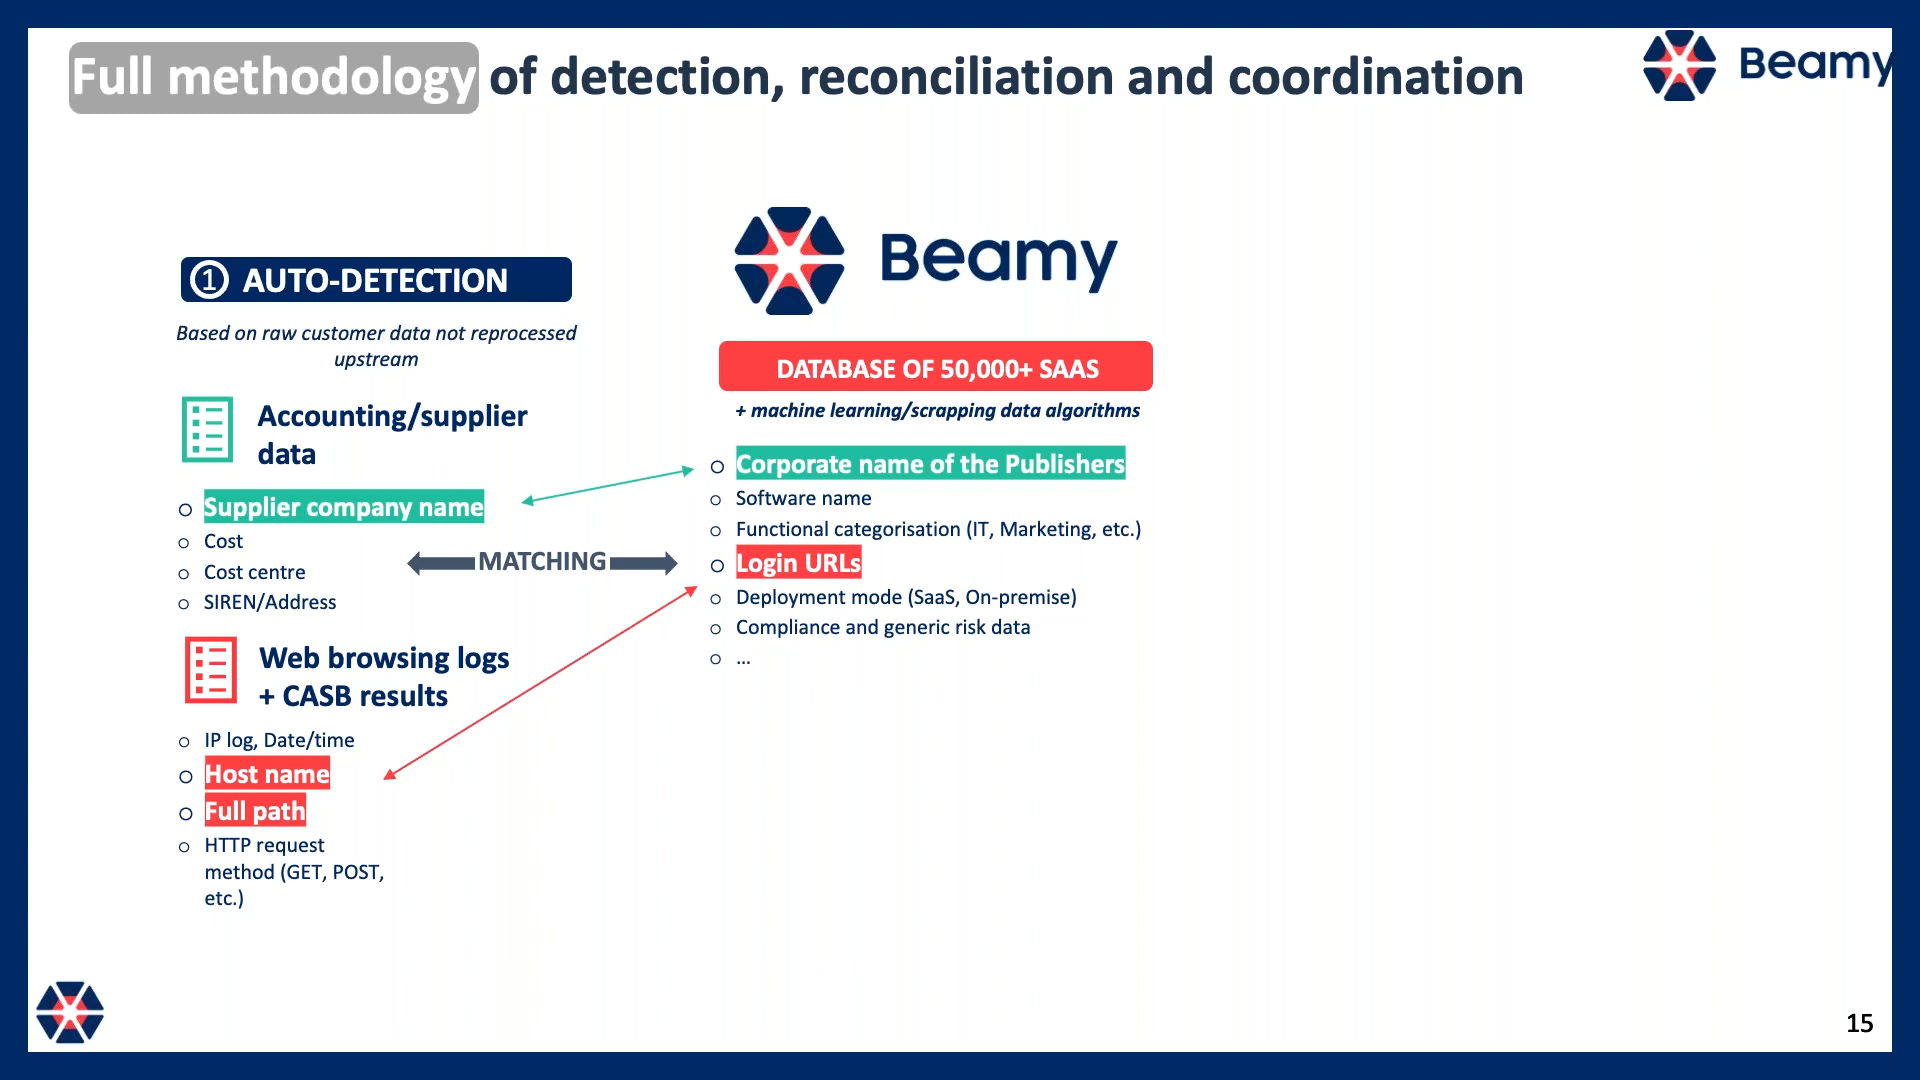 Full methodology of detection, reconciliation and coordination
Beamy
1 AUTO-DETECTION
Based on raw customer data not reprocessed
upstream
Accounting/supplier
data
Supplier company name
Cost
Cost centre
SIREN/Address
Web browsing logs
+ CASB results
IP log, Date/time
Host name
Full path
HTTP request
method (GET, POST,
etc.)
MATCHING
Beamy
DATABASE OF 50,000+ SAAS
+ machine learning/scrapping data algorithms
Corporate name of the Publishers
Software name
Functional categorisation (IT, Marketing, etc.)
Login URLs
Deployment mode (SaaS, On-premise)
Compliance and generic risk data
...
15